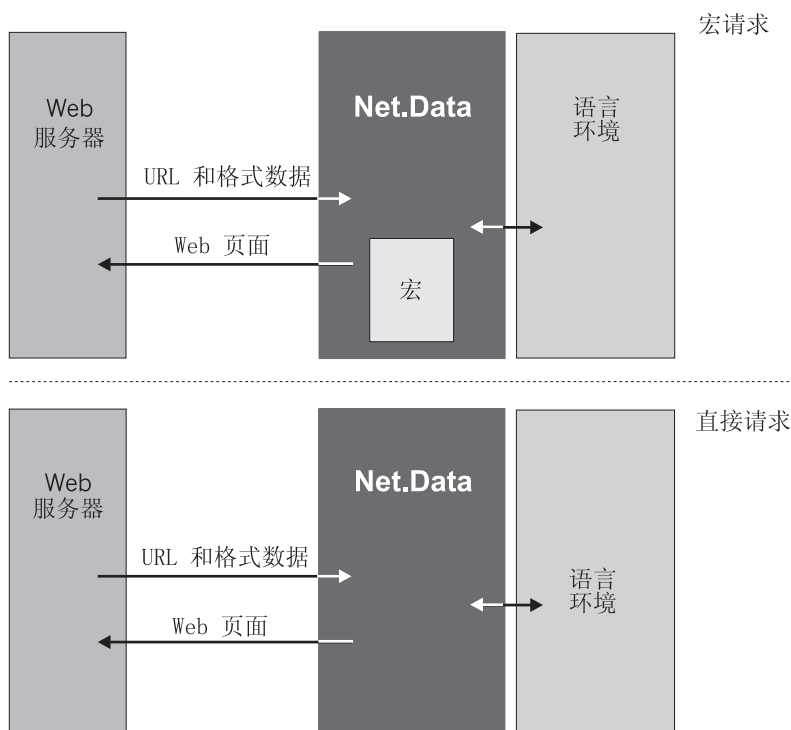 宏请求
Web
服务器
Net.Data
语言
环境
URL 和格式数据
Web 页面
宏
直接请求
Web
服务器
Net.Data
URL 和格式数据
语言
环境
Web 页面